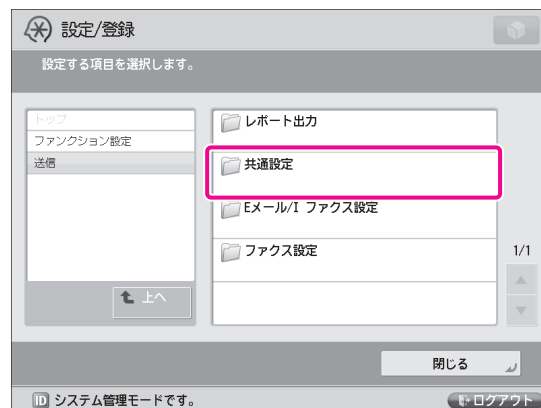 設定/登録
設定する項目を選択します。
トップ
ファンクション設定
送信
レポート出力
共通設定
Eメール/I ファクス設定
ファクス設定
1/1
上へ
閉じる
ID システム管理モードです。
ログアウト